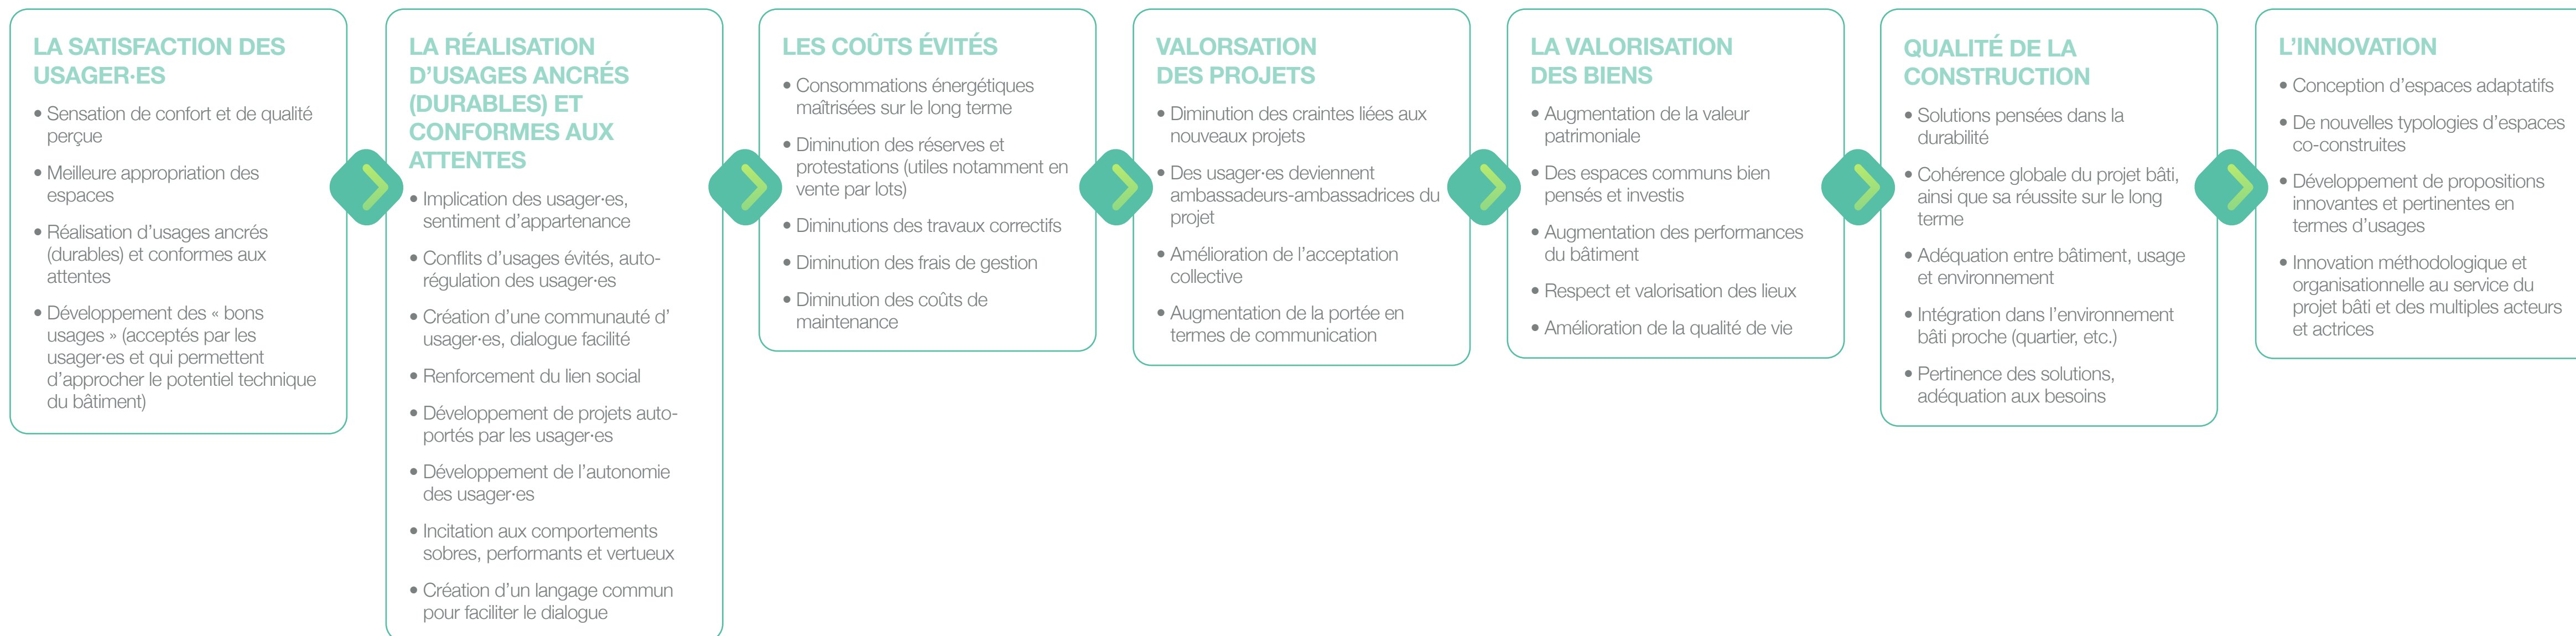 LA SATISFACTION DES
USAGER·ES
• Sensation de confort et de qualité
perçue
• Meilleure appropriation des
espaces
• Réalisation d’usages ancrés
(durables) et conformes aux
attentes
• Développement des « bons
usages » (acceptés par les
usager·es et qui permettent
d’approcher le potentiel technique
du bâtiment)
LA RÉALISATION
D’USAGES ANCRÉS
(DURABLES) ET
CONFORMES AUX
ATTENTES
• Implication des usager·es,
sentiment d’appartenance
• Conflits d’usages évités, auto-
régulation des usager·es
• Création d’une communauté d’
usager·es, dialogue facilité
• Renforcement du lien social
• Développement de projets auto-
portés par les usager·es
• Développement de l’autonomie
des usager·es
• Incitation aux comportements
sobres, performants et vertueux
• Création d’un langage commun
pour faciliter le dialogue
LES COÛTS ÉVITÉS
• Consommations énergétiques
maîtrisées sur le long terme
• Diminution des réserves et
protestations (utiles notamment en
vente par lots)
• Diminutions des travaux correctifs
• Diminution des frais de gestion
• Diminution des coûts de
maintenance
VALORSATION
DES PROJETS
• Diminution des craintes liées aux
nouveaux projets
• Des usager·es deviennent
ambassadeurs-ambassadrices du
projet
• Amélioration de l’acceptation
collective
• Augmentation de la portée en
termes de communication
LA VALORISATION
DES BIENS
• Augmentation de la valeur
patrimoniale
• Des espaces communs bien
pensés et investis
• Augmentation des performances
du bâtiment
• Respect et valorisation des lieux
• Amélioration de la qualité de vie
QUALITÉ DE LA
CONSTRUCTION
• Solutions pensées dans la
durabilité
• Cohérence globale du projet bâti,
ainsi que sa réussite sur le long
terme
• Adéquation entre bâtiment, usage
et environnement
• Intégration dans l’environnement
bâti proche (quartier, etc.)
• Pertinence des solutions,
adéquation aux besoins
L’INNOVATION
• Conception d’espaces adaptatifs
• De nouvelles typologies d’espaces
co-construites
• Développement de propositions
innovantes et pertinentes en
termes d’usages
• Innovation méthodologique et
organisationnelle au service du
projet bâti et des multiples acteurs
et actrices